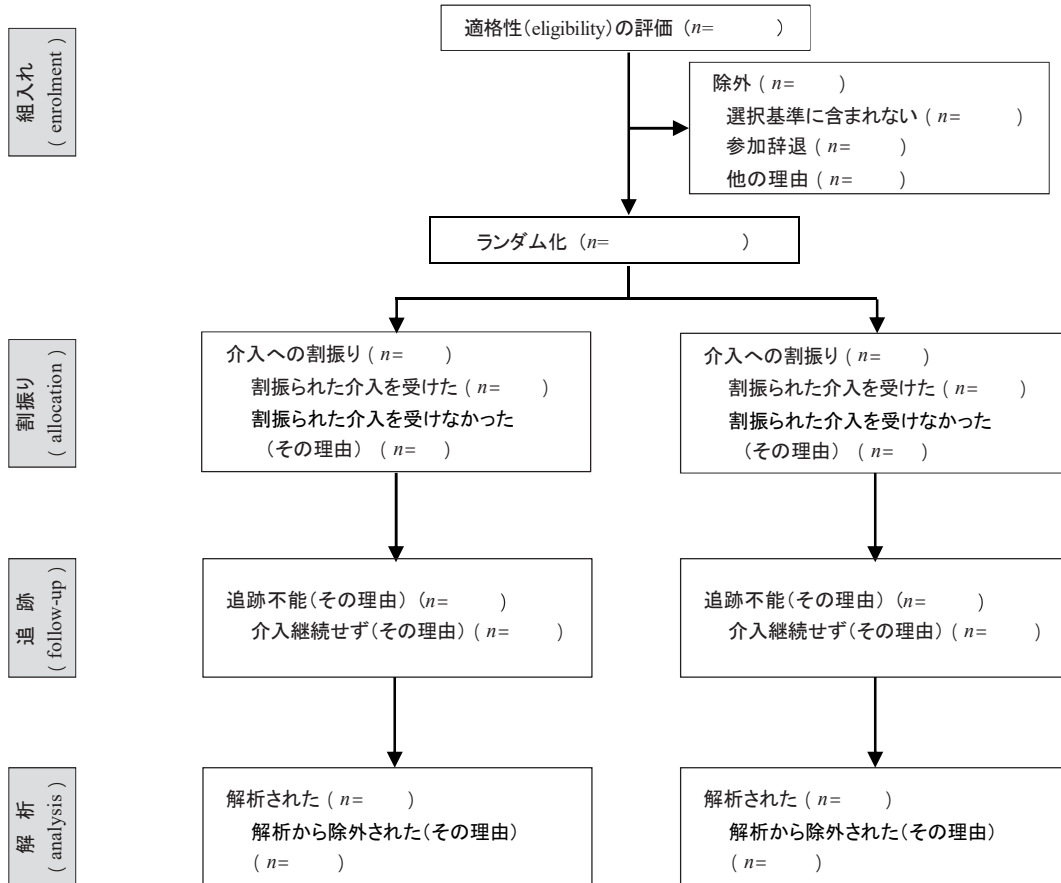 組入れ
( enrolment )
適格性(eligibility)の評価 (n= )
除外 ( n= )
選択基準に含まれない ( n= )
参加辞退 ( n= )
他の理由 ( n= )
ランダム化 (n= )
割振り
( allocation )
介入への割振り ( n= )
割振られた介入を受けた ( n= )
割振られた介入を受けなかった
(その理由) ( n= )
介入への割振り ( n= )
割振られた介入を受けた ( n= )
割振られた介入を受けなかった
(その理由) ( n= )
追 跡
( follow-up )
追跡不能(その理由) (n= )
介入継続せず(その理由) ( n= )
追跡不能(その理由) (n= )
介入継続せず(その理由) ( n= )
解 析
( analysis )
解析された ( n= )
解析から除外された(その理由)
( n= )
解析された ( n= )
解析から除外された(その理由)
( n= )